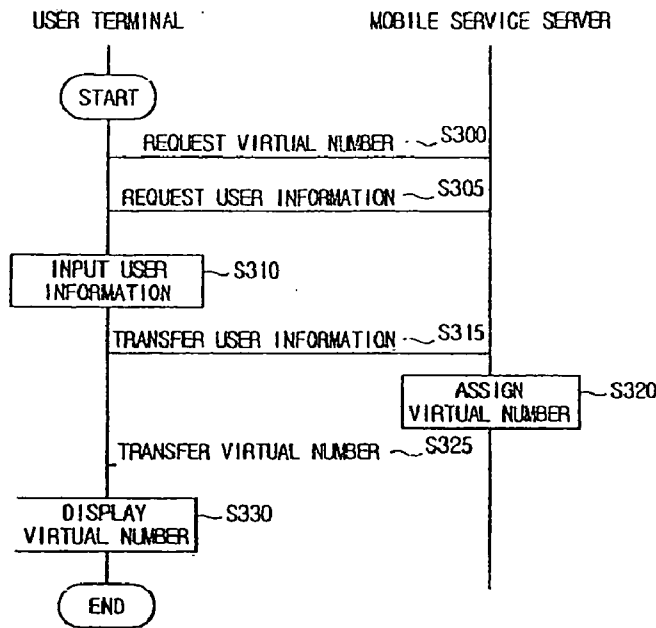 USER TERMINAL
MOBILE SERVICE SERVER
START
REQUEST VIRTUAL NUMBER
S300
REQUEST USER INFORMATION
S305
INPUT USER
INFORMATION
S310
TRANSFER USER INFORMATION
S315
ASSIGN
VIRTUAL NUMBER
S320
TRANSFER VIRTUAL NUMBER
S325
DISPLAY
VIRTUAL NUMBER
S330
END